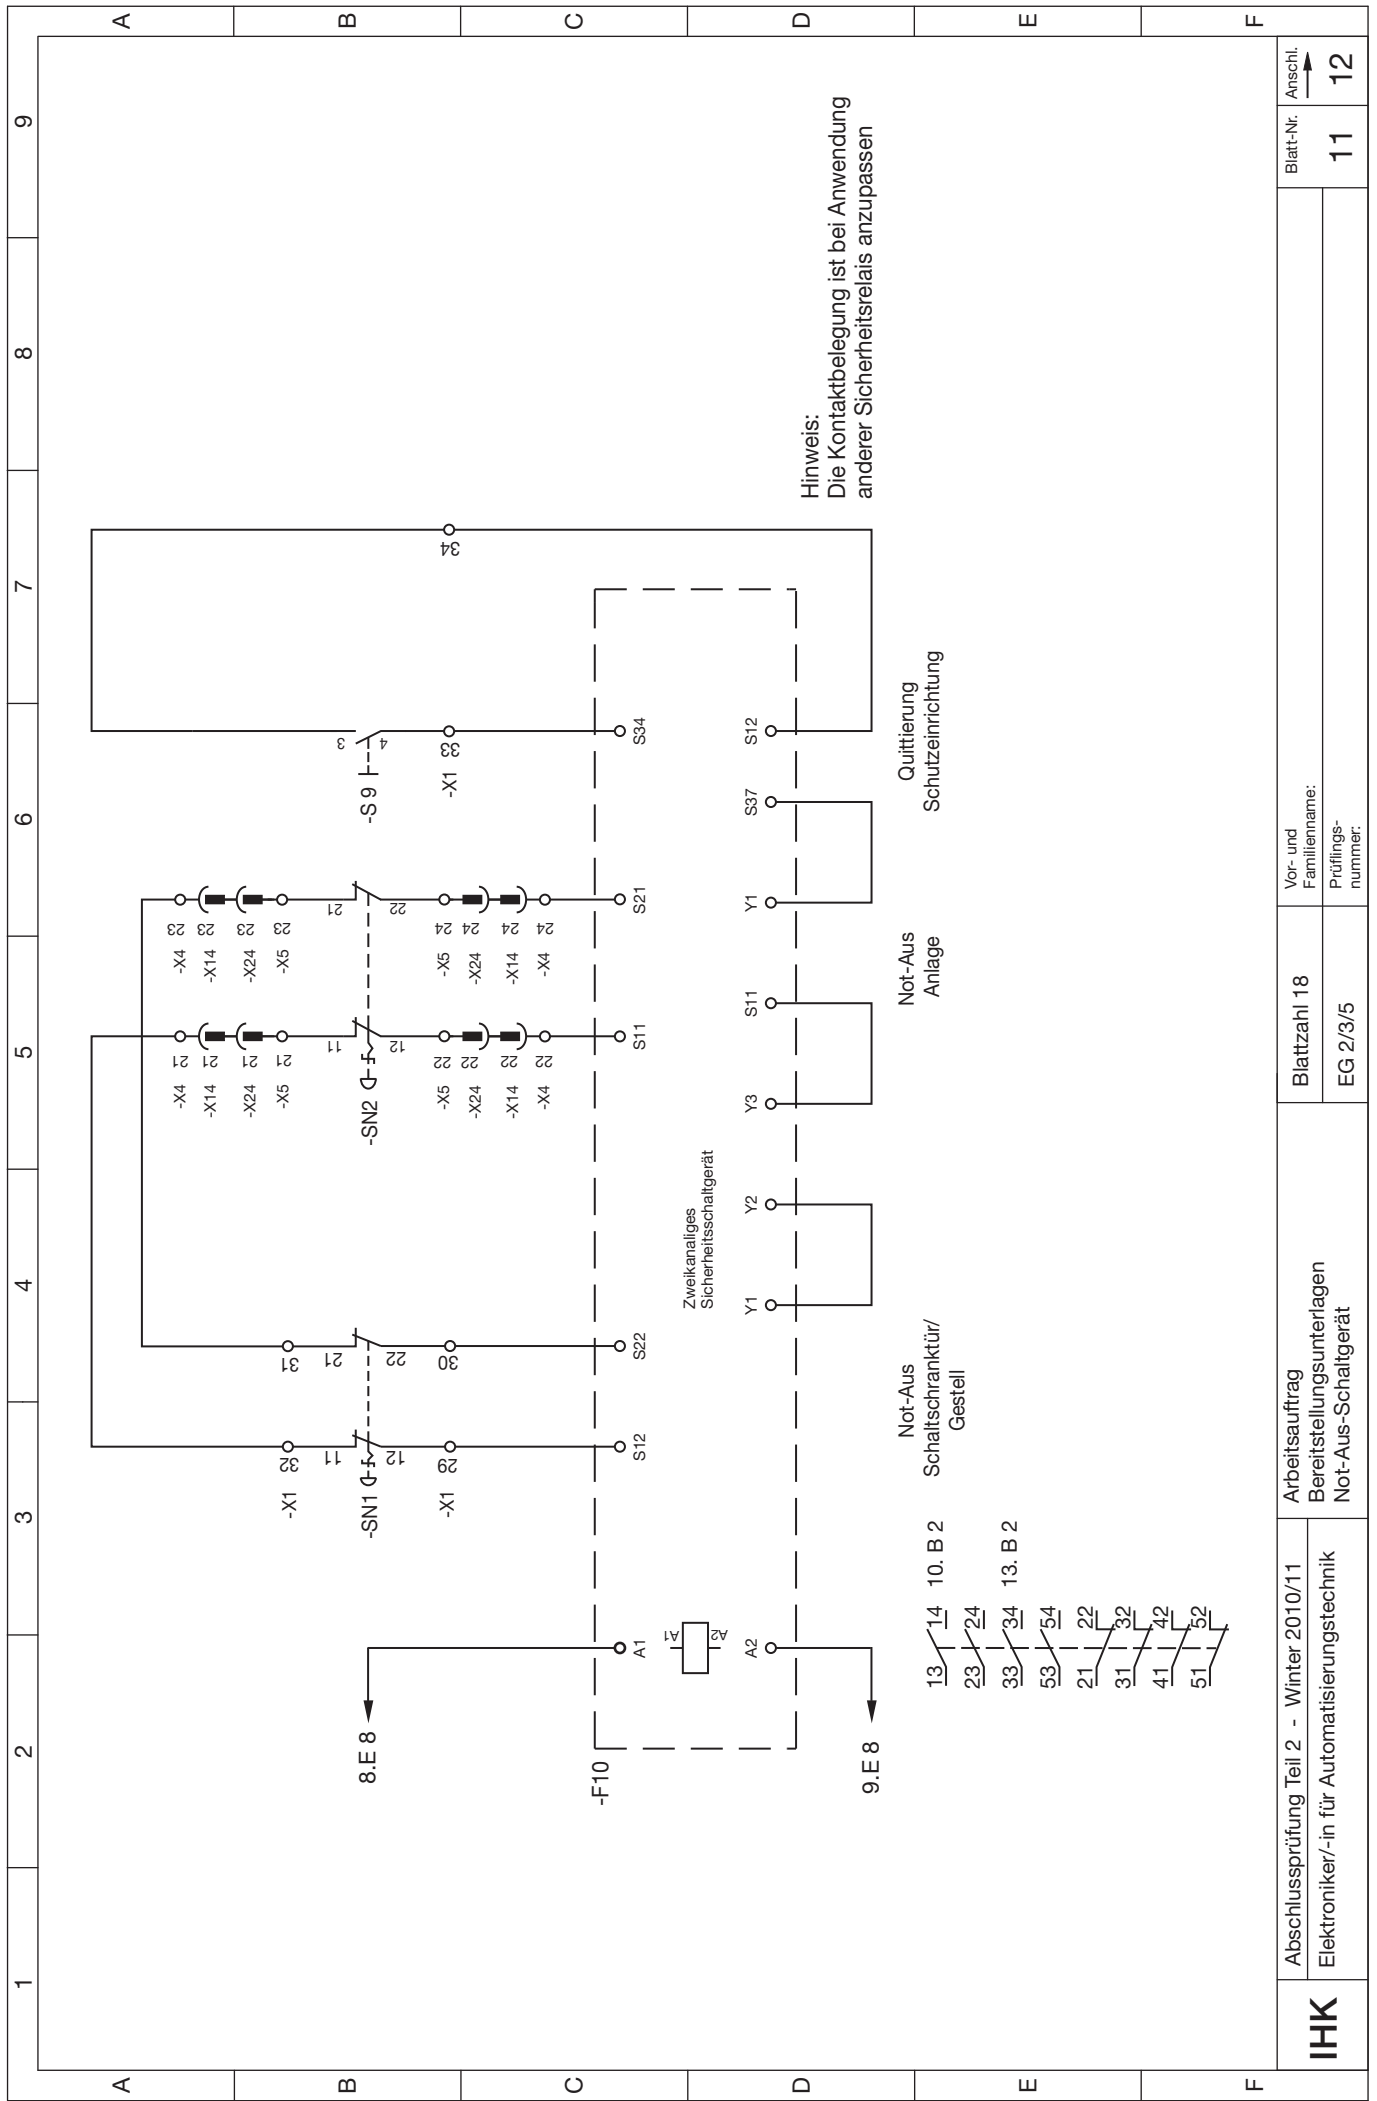 1 2 3 4 5 6 7 8 9
A
B
C
D
E
F
A
B
C
D
E
F
8.E 8
9.E 8
-F10
A1
A1
A2
A2
-X1
32
11
-SN1
12
-X1
29
S12
31
21
22
30
S22
-X4 21
-X14 21
-X24 21
-X5 21
11
-SN2
12
-X5 22
-X24 22
-X14 22
-X4 22
S11
-X4 23
-X14 23
-X24 23
-X5 23
21
22
-X5 24
-X24 24
-X14 24
-X4 24
S21
3
-S 9
4
-X1
33
S34
34
Zweikanaliges
Sicherheitsschaltgerät
Y1
Y2
Y3
S11
Y1
S37
S12
Not-Aus
Schaltschranktür/
Gestell
Not-Aus
Anlage
Quittierung
Schutzeinrichtung
Hinweis:
Die Kontaktbelegung ist bei Anwendung
anderer Sicherheitsrelais anzupassen
13 14 10. B 2
23 24
33 34 13. B 2
53 54
21 22
31 32
41 42
51 52
IHK
Abschlussprüfung Teil 2 - Winter 2010/11
Elektroniker/-in für Automatisierungstechnik
Arbeitsauftrag
Bereitstellungsunterlagen
Not-Aus-Schaltgerät
Blattzahl 18
EG 2/3/5
Vor- und
Familienname:
Prüflings-
nummer:
Blatt-Nr.
11
Anschl.
12